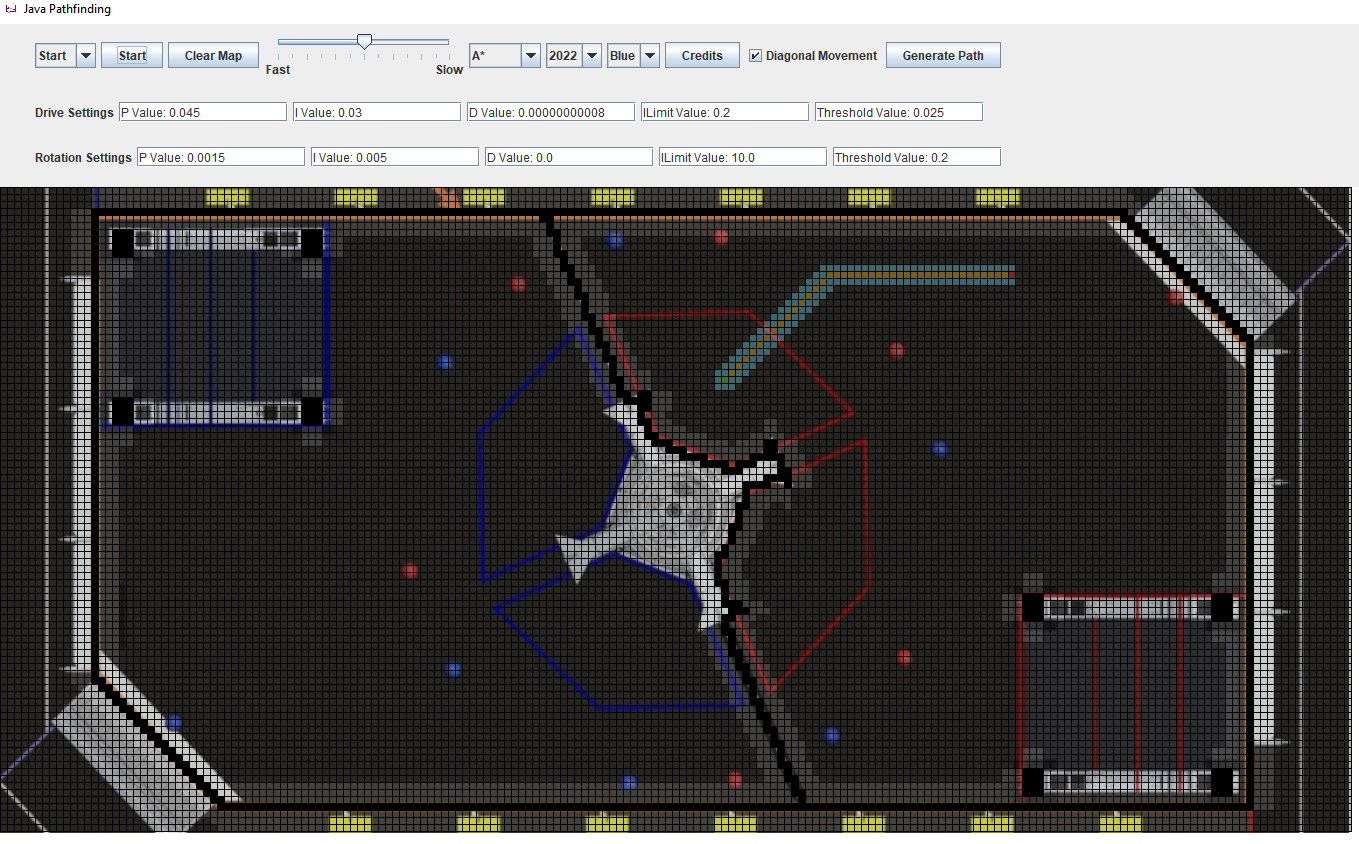 Java Pathfinding
Start Start Clear Map Fast Slow A* 2022 Blue Credits Diagonal Movement Generate Path
Drive Settings P Value: 0.045 I Value: 0.03 D Value: 0.00000000008 ILimit Value: 0.2 Threshold Value: 0.025
Rotation Settings P Value: 0.0015 I Value: 0.005 D Value: 0.0 ILimit Value: 10.0 Threshold Value: 0.2